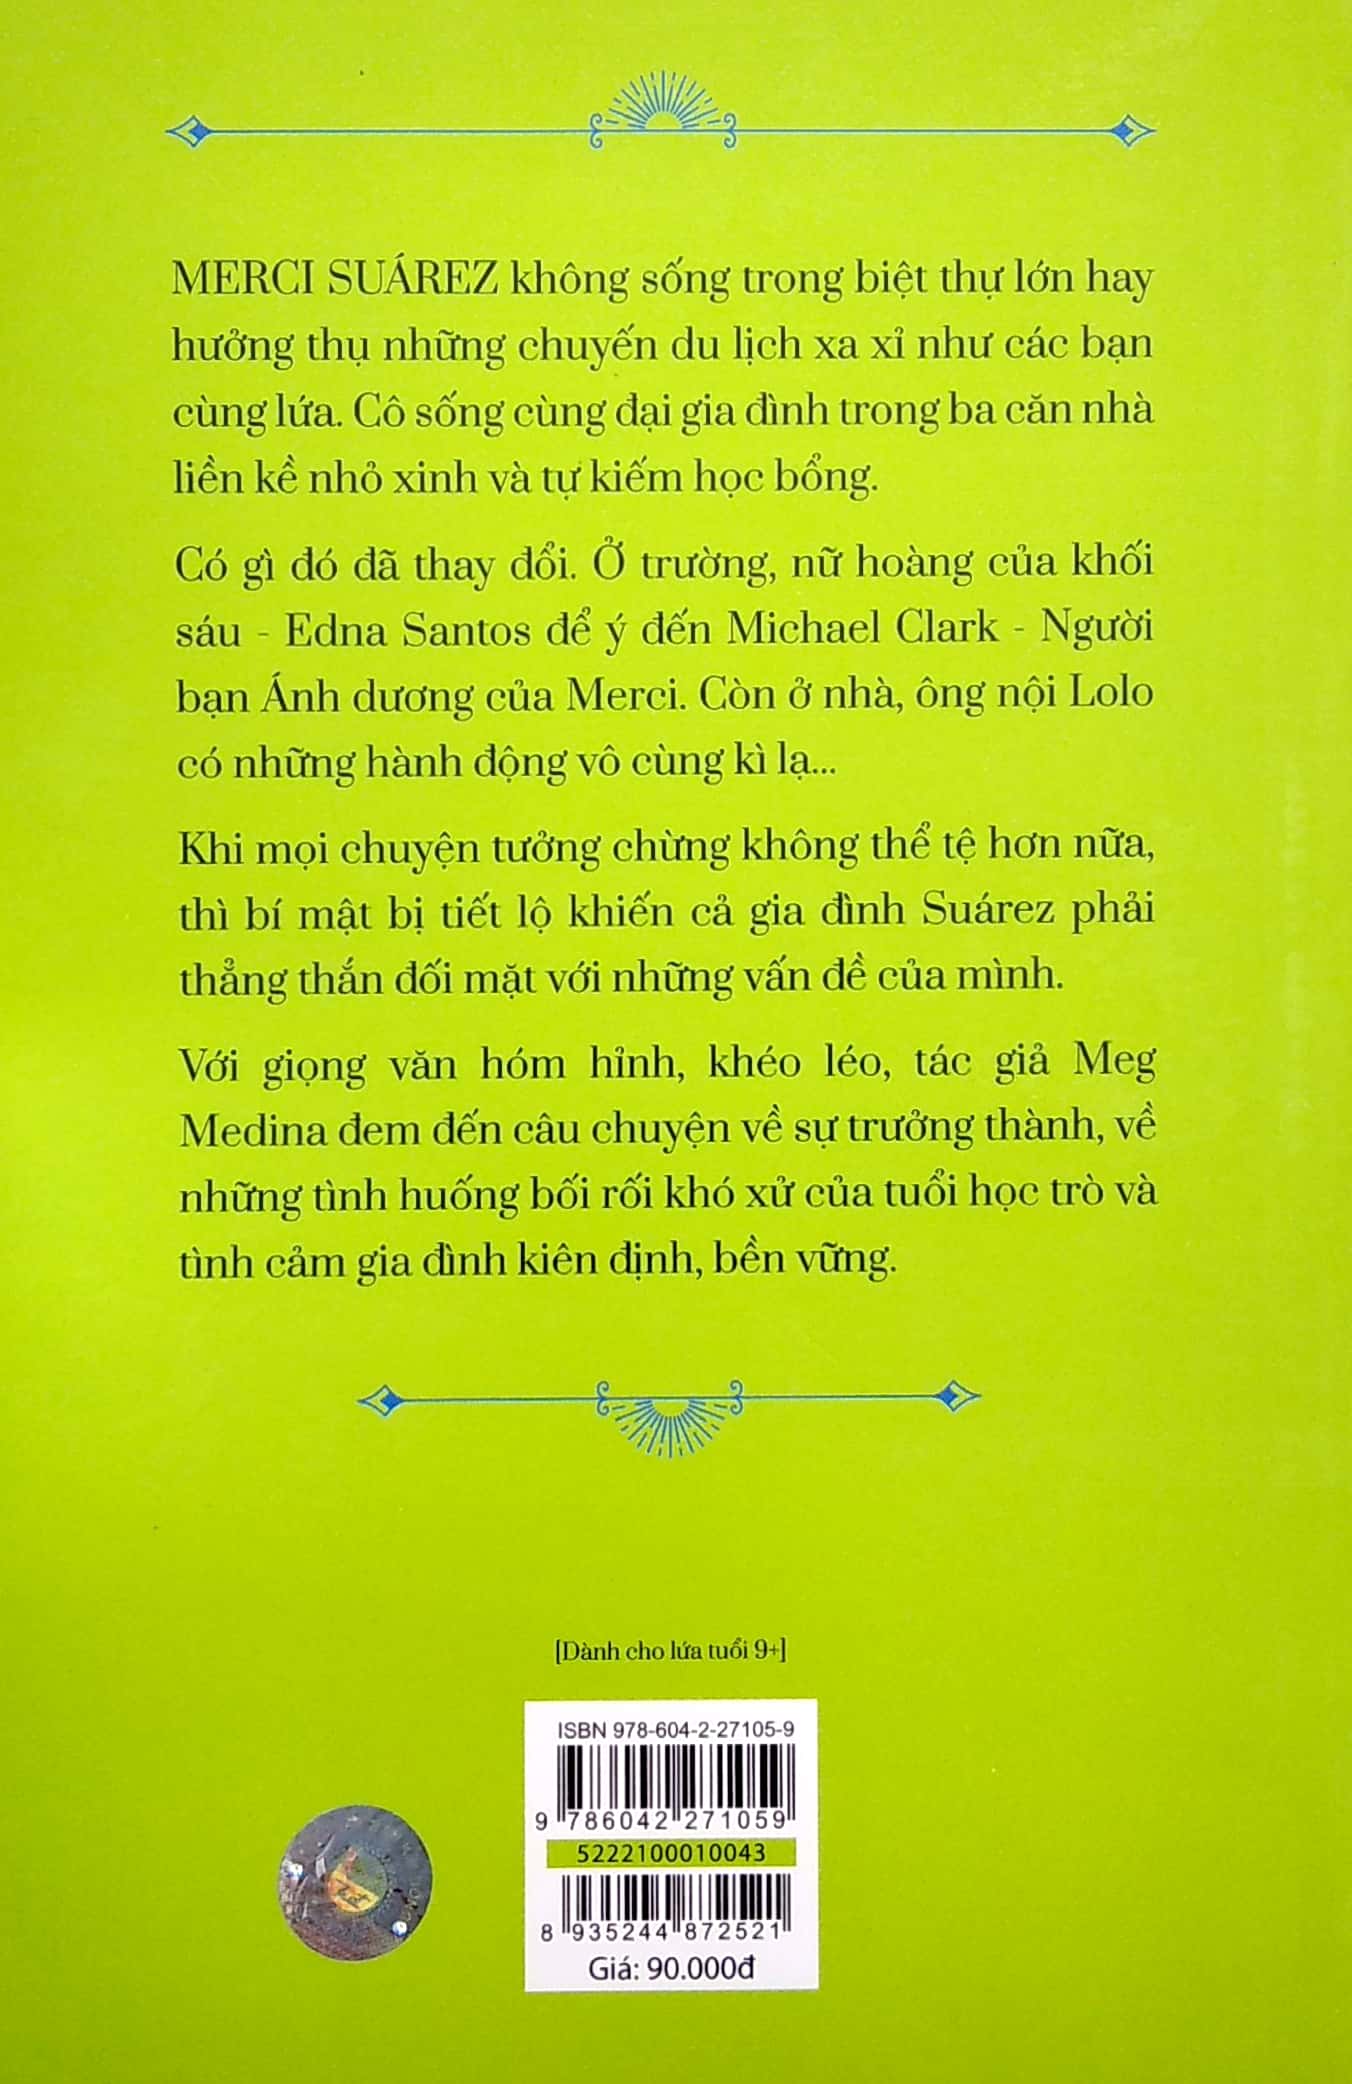 MERCI SUÁREZ không sống trong biệt thự lớn hay
hưởng thụ những chuyến du lịch xa xỉ như các bạn
cùng lứa. Cô sống cùng đại gia đình trong ba căn nhà
liền kề nhỏ xinh và tự kiếm học bổng.
Có gì đó đã thay đổi. Ở trường, nữ hoàng của khối
sáu - Edna Santos để ý đến Michael Clark - Người
bạn Ánh dương của Merci. Còn ở nhà, ông nội Lolo
có những hành động vô cùng kì lạ...
Khi mọi chuyện tưởng chừng không thể tệ hơn nữa,
thì bí mật bị tiết lộ khiến cả gia đình Suárez phải
thẳng thắn đối mặt với những vấn đề của mình.
Với giọng văn hóm hỉnh, khéo léo, tác giả Meg
Medina đem đến câu chuyện về sự trưởng thành, về
những tình huống bối rối khó xử của tuổi học trò và
tình cảm gia đình kiên định, bền vững.
[Dành cho lứa tuổi 9+]
ISBN 978-604-2-27105-9
9 786042 271059
5222100010043
8 935244 872521
Giá: 90.000đ